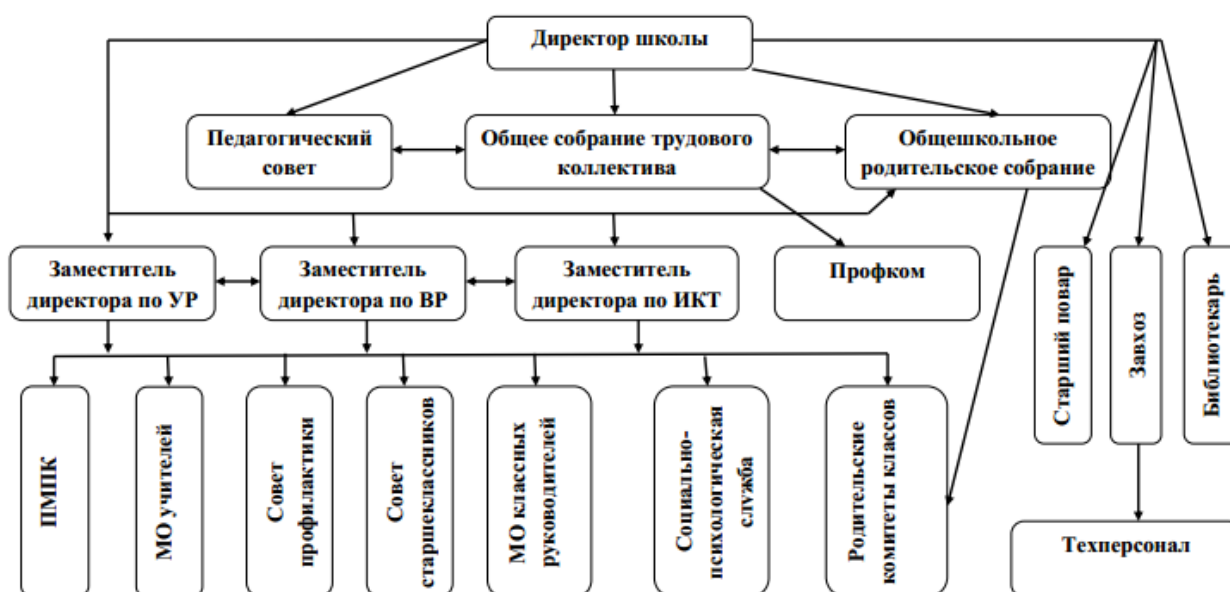 Директор школы
Педагогический
совет
Общее собрание трудового
коллектива
Общешкольное
родительское собрание
Заместитель
директора по УР
Заместитель
директора по ВР
Заместитель
директора по ИКТ
Профком
Старший повар
Завхоз
Библиотекарь
ПМПК
МО учителей
Совет
профилактики
Совет
старшеклассников
МО классных
руководителей
Социально-
психологическая
служба
Родительские
комитеты классов
Техперсонал